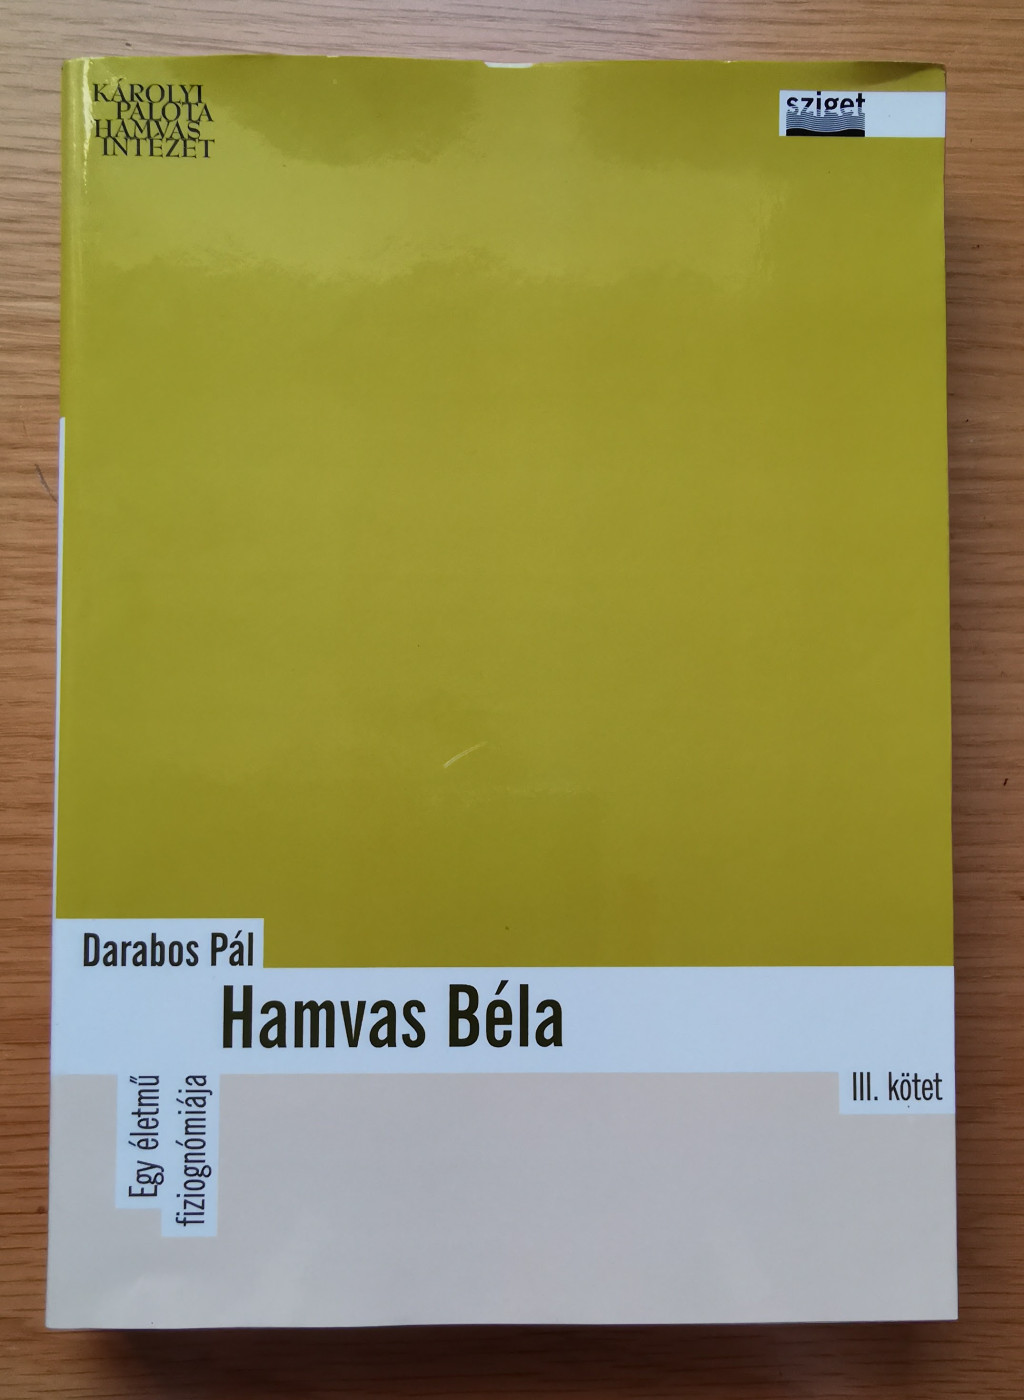 KÁROLYI
PALOTA
HAMVAS
INTÉZET
sziget
Darabos Pál
Hamvas Béla
III. kötet
Egy életmű
fiziognómiája